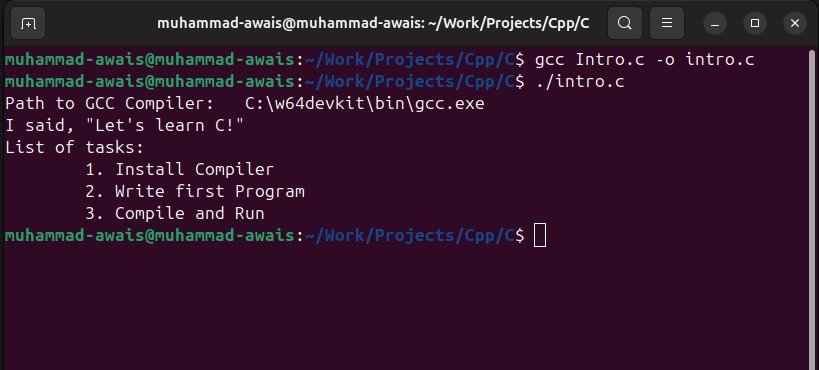 muhammad-awais@muhammad-awais: ~/Work/Projects/Cpp/C
muhammad-awais@muhammad-awais:~/Work/Projects/Cpp/C$ gcc Intro.c -o intro.c
muhammad-awais@muhammad-awais:~/Work/Projects/Cpp/C$ ./intro.c
Path to GCC Compiler:   C:\w64devkit\bin\gcc.exe
I said, "Let's learn C!"
List of tasks:
        1. Install Compiler
        2. Write first Program
        3. Compile and Run
muhammad-awais@muhammad-awais:~/Work/Projects/Cpp/C$